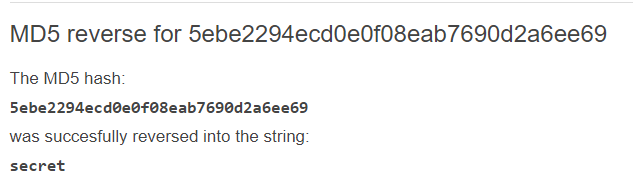 MD5 reverse for 5ebe2294ecd0e0f08eab7690d2a6ee69
The MD5 hash:
5ebe2294ecd0e0f08eab7690d2a6ee69
was succesfully reversed into the string:
secret